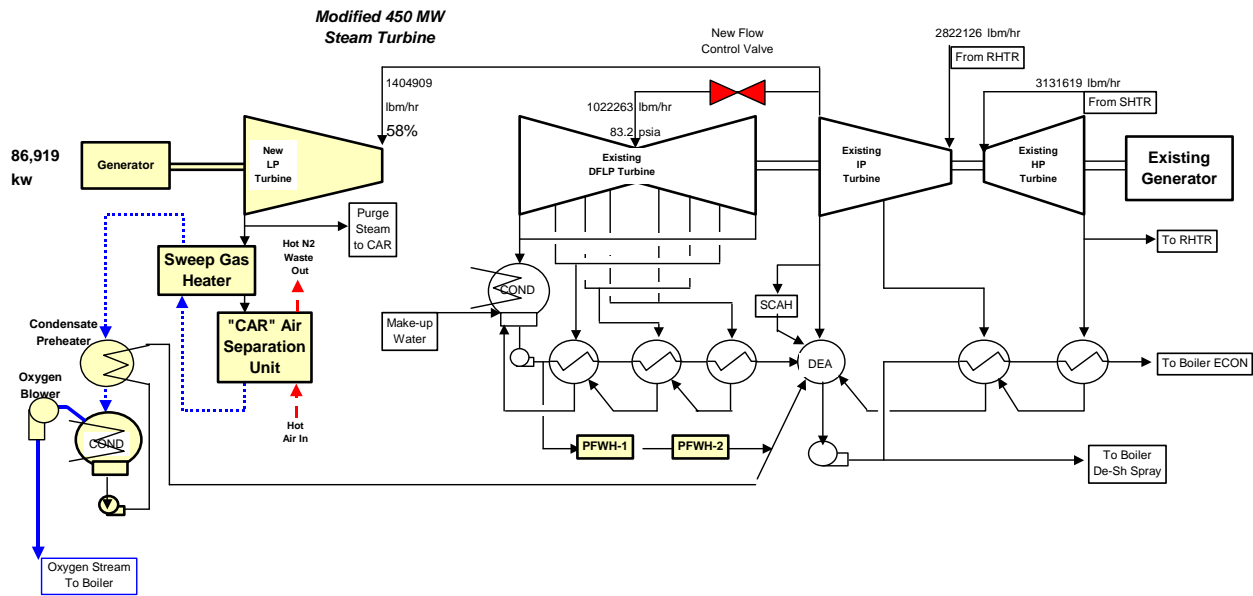 Modified 450 MW
Steam Turbine
New Flow
Control Valve
2822126 lbm/hr
From RHTR
3131619 lbm/hr
From SHTR
1404909
lbm/hr
58%
1022263 lbm/hr
83.2 psia
86,919
kw
Generator
New
LP
Turbine
Existing
DFLP Turbine
Existing
IP
Turbine
Existing
HP
Turbine
Existing
Generator
Purge
Steam
to CAR
Hot N2
Waste
Out
To RHTR
Sweep Gas
Heater
"CAR" Air
Separation
Unit
Hot
Air In
COND
Make-up
Water
SCAH
DEA
Condensate
Preheater
Oxygen
Blower
COND
To Boiler ECON
PFWH-1
PFWH-2
To Boiler
De-Sh Spray
Oxygen Stream
To Boiler